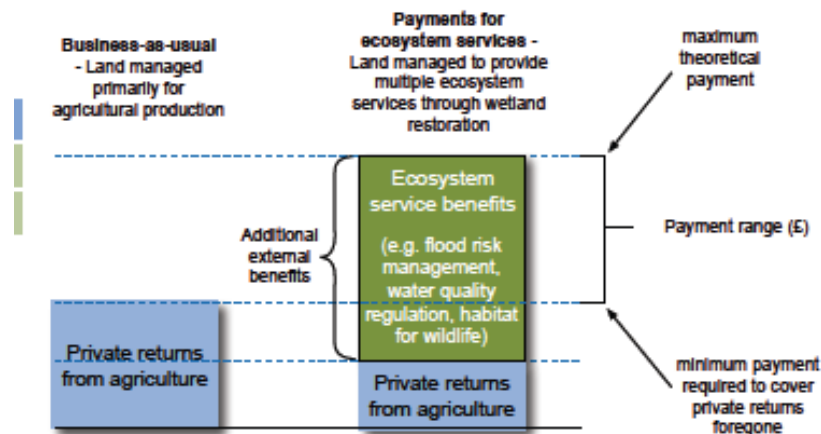 Business-as-usual
- Land managed
primarily for
agricultural production
Payments for
ecosystem services -
Land managed to provide
multiple ecosystem
services through wetland
restoration
maximum
theoretical
payment
Ecosystem
service benefits
(e.g. flood risk
management,
water quality
regulation, habitat
for wildlife)
Additional
external
benefits
Payment range (£)
Private returns
from agriculture
Private returns
from agriculture
minimum payment
required to cover
private returns
foregone